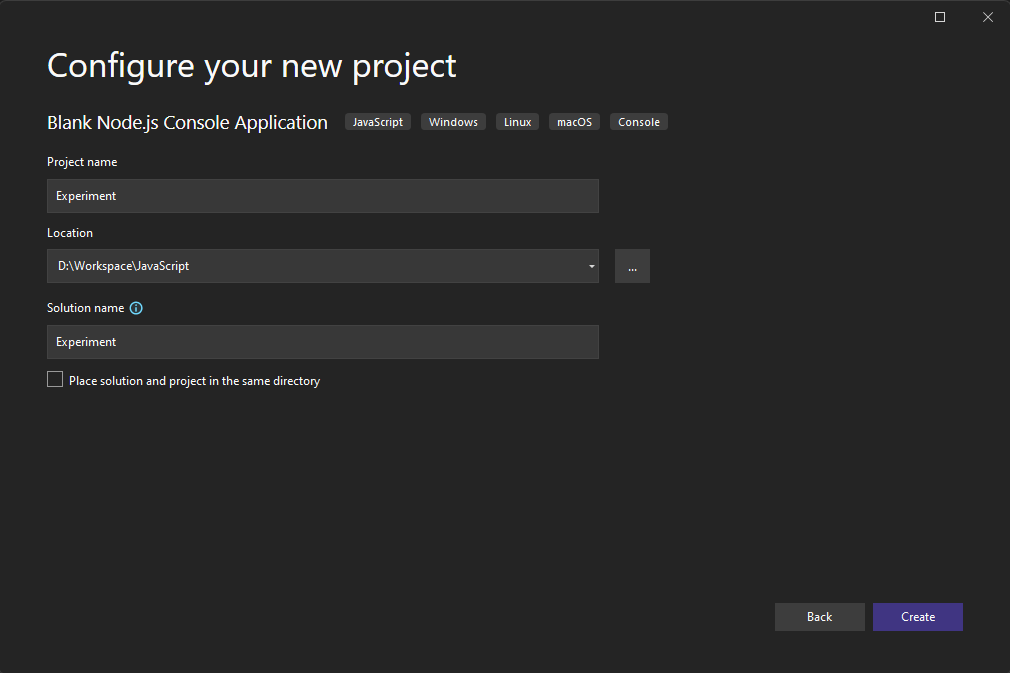 Configure your new project
Blank Node.js Console Application JavaScript Windows Linux macOS Console
Project name
Experiment
Location
D:\Workspace\JavaScript
...
Solution name
Experiment
Place solution and project in the same directory
Back Create